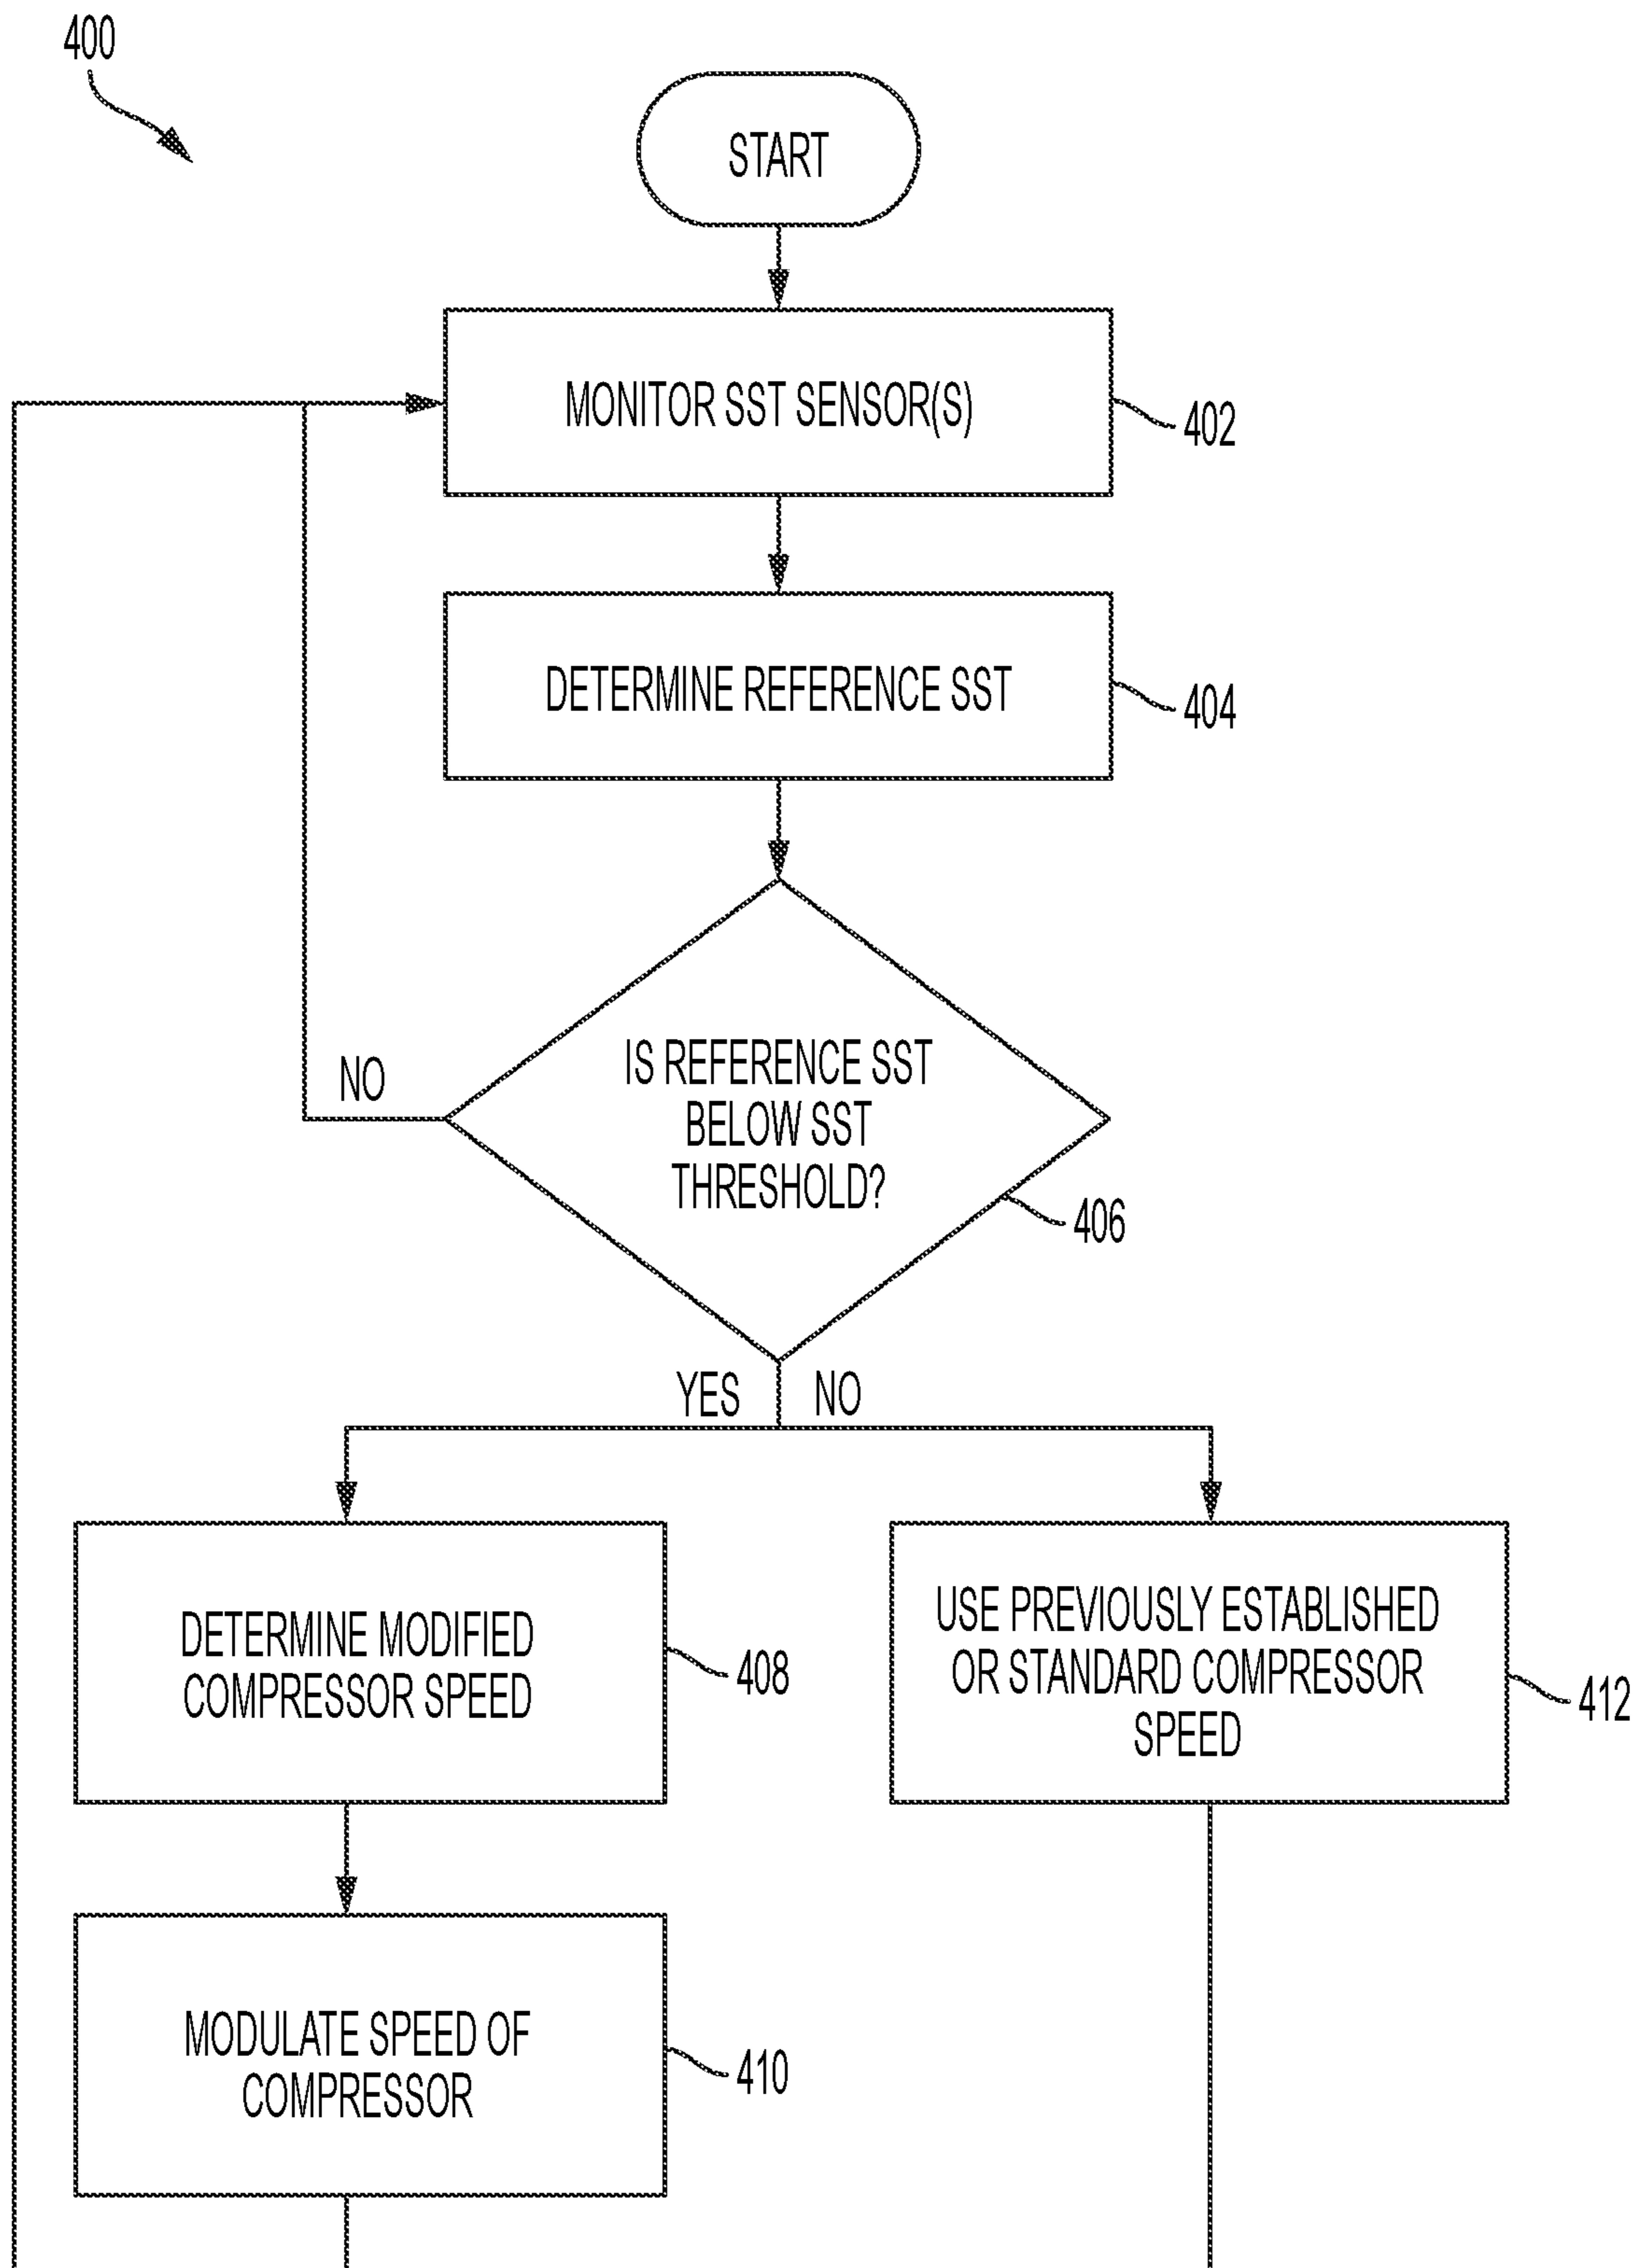 400
START
MONITOR SST SENSOR(S)
402
DETERMINE REFERENCE SST
404
IS REFERENCE SST
BELOW SST
THRESHOLD?
NO
406
YES
NO
DETERMINE MODIFIED
COMPRESSOR SPEED
408
USE PREVIOUSLY ESTABLISHED
OR STANDARD COMPRESSOR
SPEED
412
MODULATE SPEED OF
COMPRESSOR
410